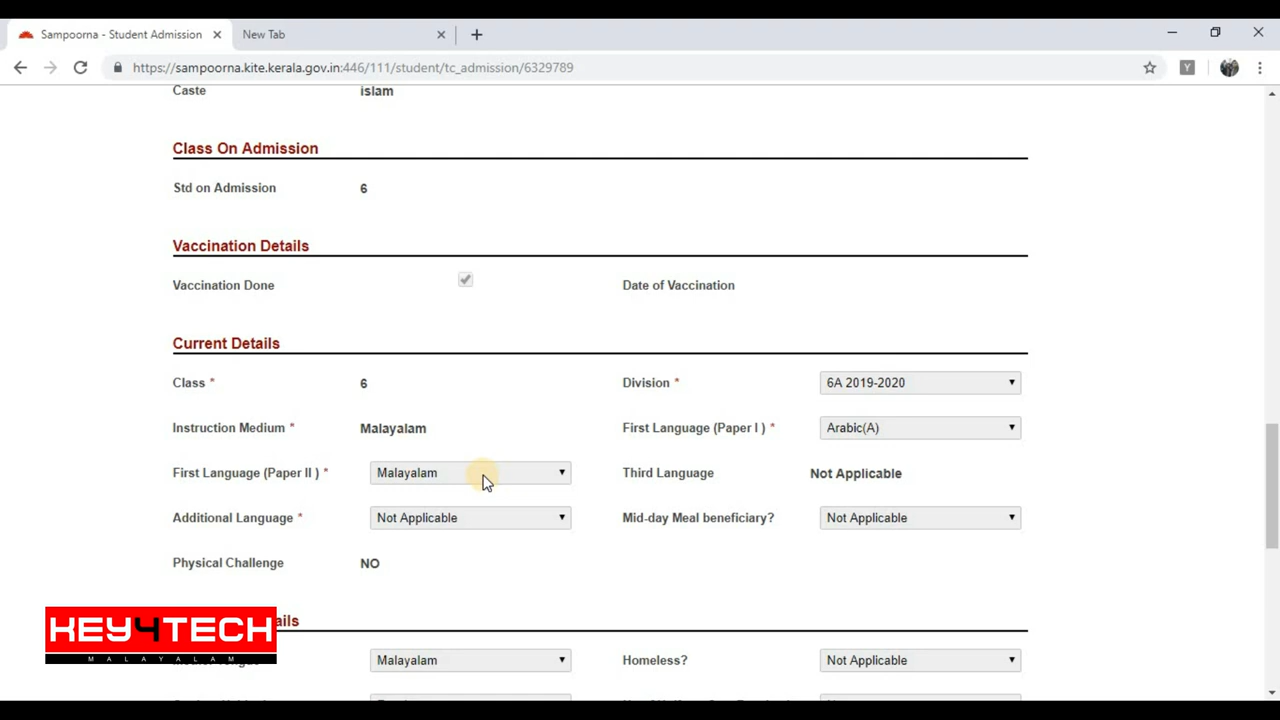 Sampoorna - Student Admission
New Tab
https://sampoorna.kite.kerala.gov.in:446/111/student/tc_admission/6329789
Y
Caste islam
Class On Admission
Std on Admission 6
Vaccination Details
Vaccination Done Date of Vaccination
Current Details
Class * 6 Division * 6A 2019-2020
Instruction Medium * Malayalam First Language (Paper I ) * Arabic(A)
First Language (Paper II ) * Malayalam Third Language Not Applicable
Additional Language * Not Applicable Mid-day Meal beneficiary? Not Applicable
Physical Challenge NO
KEY4TECH
MALAYALAM
Malayalam Homeless? Not Applicable